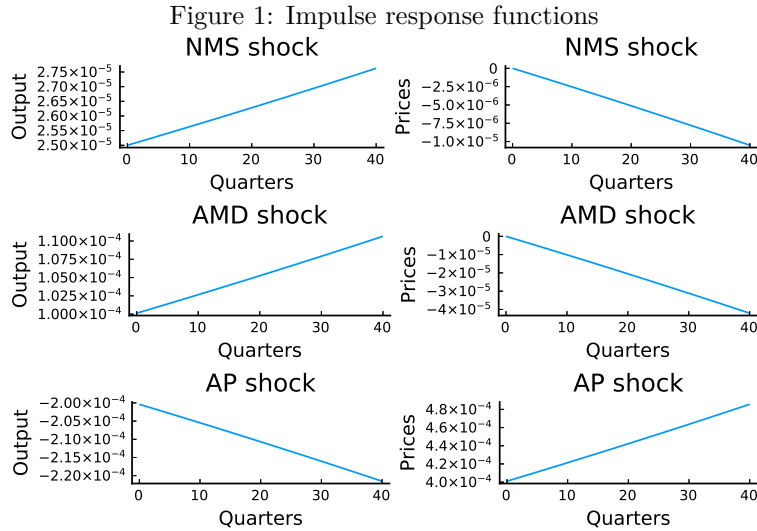 Figure 1: Impulse response functions
NMS shock
Output
2.75×10⁻⁵
2.70×10⁻⁵
2.65×10⁻⁵
2.60×10⁻⁵
2.55×10⁻⁵
2.50×10⁻⁵
0 10 20 30 40
Quarters
NMS shock
Prices
0
−2.5×10⁻⁶
−5.0×10⁻⁶
−7.5×10⁻⁶
−1.0×10⁻⁵
0 10 20 30 40
Quarters
AMD shock
Output
1.100×10⁻⁴
1.075×10⁻⁴
1.050×10⁻⁴
1.025×10⁻⁴
1.000×10⁻⁴
0 10 20 30 40
Quarters
AMD shock
Prices
0
−1×10⁻⁵
−2×10⁻⁵
−3×10⁻⁵
−4×10⁻⁵
0 10 20 30 40
Quarters
AP shock
Output
−2.00×10⁻⁴
−2.05×10⁻⁴
−2.10×10⁻⁴
−2.15×10⁻⁴
−2.20×10⁻⁴
0 10 20 30 40
Quarters
AP shock
Prices
4.8×10⁻⁴
4.6×10⁻⁴
4.4×10⁻⁴
4.2×10⁻⁴
4.0×10⁻⁴
0 10 20 30 40
Quarters